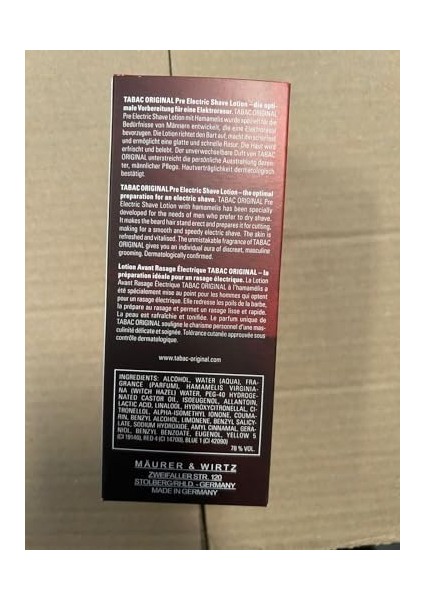 TABAC ORIGINAL Pre Electric Shave Lotion – die opti-
male Vorbereitung für eine Elektrorasur. TABAC ORIGINAL
Pre Electric Shave Lotion mit Hamamelis wurde speziell für die
Bedürfnisse von Männern entwickelt, die eine Elektrorasur
bevorzugen. Die Lotion richtet den Bart auf, macht ihn schnittfest
und ermöglicht eine glatte und schnelle Rasur. Die Haut wird
erfrischt und belebt. Der unverwechselbare Duft von TABAC
ORIGINAL unterstreicht die persönliche Ausstrahlung dezen-
ter, männlicher Pflege. Hautverträglichkeit dermatologisch
bestätigt.
TABAC ORIGINAL Pre Electric Shave Lotion – the optimal
preparation for an electric shave. TABAC ORIGINAL Pre
Electric Shave Lotion with hamamelis has been specially
developed for the needs of men who prefer to dry shave.
It makes the beard hair stand erect and prepares it for cutting,
making for a smooth and speedy electric shave. The skin is
refreshed and vitalised. The unmistakable fragrance of TABAC
ORIGINAL gives you an individual aura of discreet, masculine
grooming. Dermatologically confirmed.
Lotion Avant Rasage Électrique TABAC ORIGINAL – la
préparation idéale pour un rasage électrique. La Lotion
Avant Rasage Électrique TABAC ORIGINAL à l'hamamélis a
été spécialement mise au point pour les hommes qui optent
pour un rasage électrique. Elle redresse les poils de la barbe,
la prépare au rasage et permet un rasage lisse et rapide.
La peau est rafraîchie et tonifiée. Le parfum unique de
TABAC ORIGINAL souligne le charisme personnel d'une mas-
culinité délicate et soignée. Tolérance cutanée approuvée sous
contrôle dermatologique.
www.tabac-original.com
INGREDIENTS: ALCOHOL, WATER (AQUA), FRA-
GRANCE (PARFUM), HAMAMELIS VIRGINIA-
NA (WITCH HAZEL) WATER, PEG-40 HYDROGE-
NATED CASTOR OIL, ISOEUGENOL, ALLANTOIN,
LACTIC ACID, LINALOOL, HYDROXYCITRONELLAL, CI-
TRONELLOL, ALPHA-ISOMETHYL IONONE, COUMA-
RIN, BENZYL ALCOHOL, LIMONENE, BENZYL SALICY-
LATE, SODIUM HYDROXIDE, AMYL CINNAMAL, GERA-
NIOL, BENZYL BENZOATE, EUGENOL, YELLOW 5
(CI 19140), RED 4 (CI 14700), BLUE 1 (CI 42090)
78 % VOL.
MÄURER & WIRTZ
ZWEIFALLER STR. 120
STOLBERG/RHLD. - GERMANY
MADE IN GERMANY